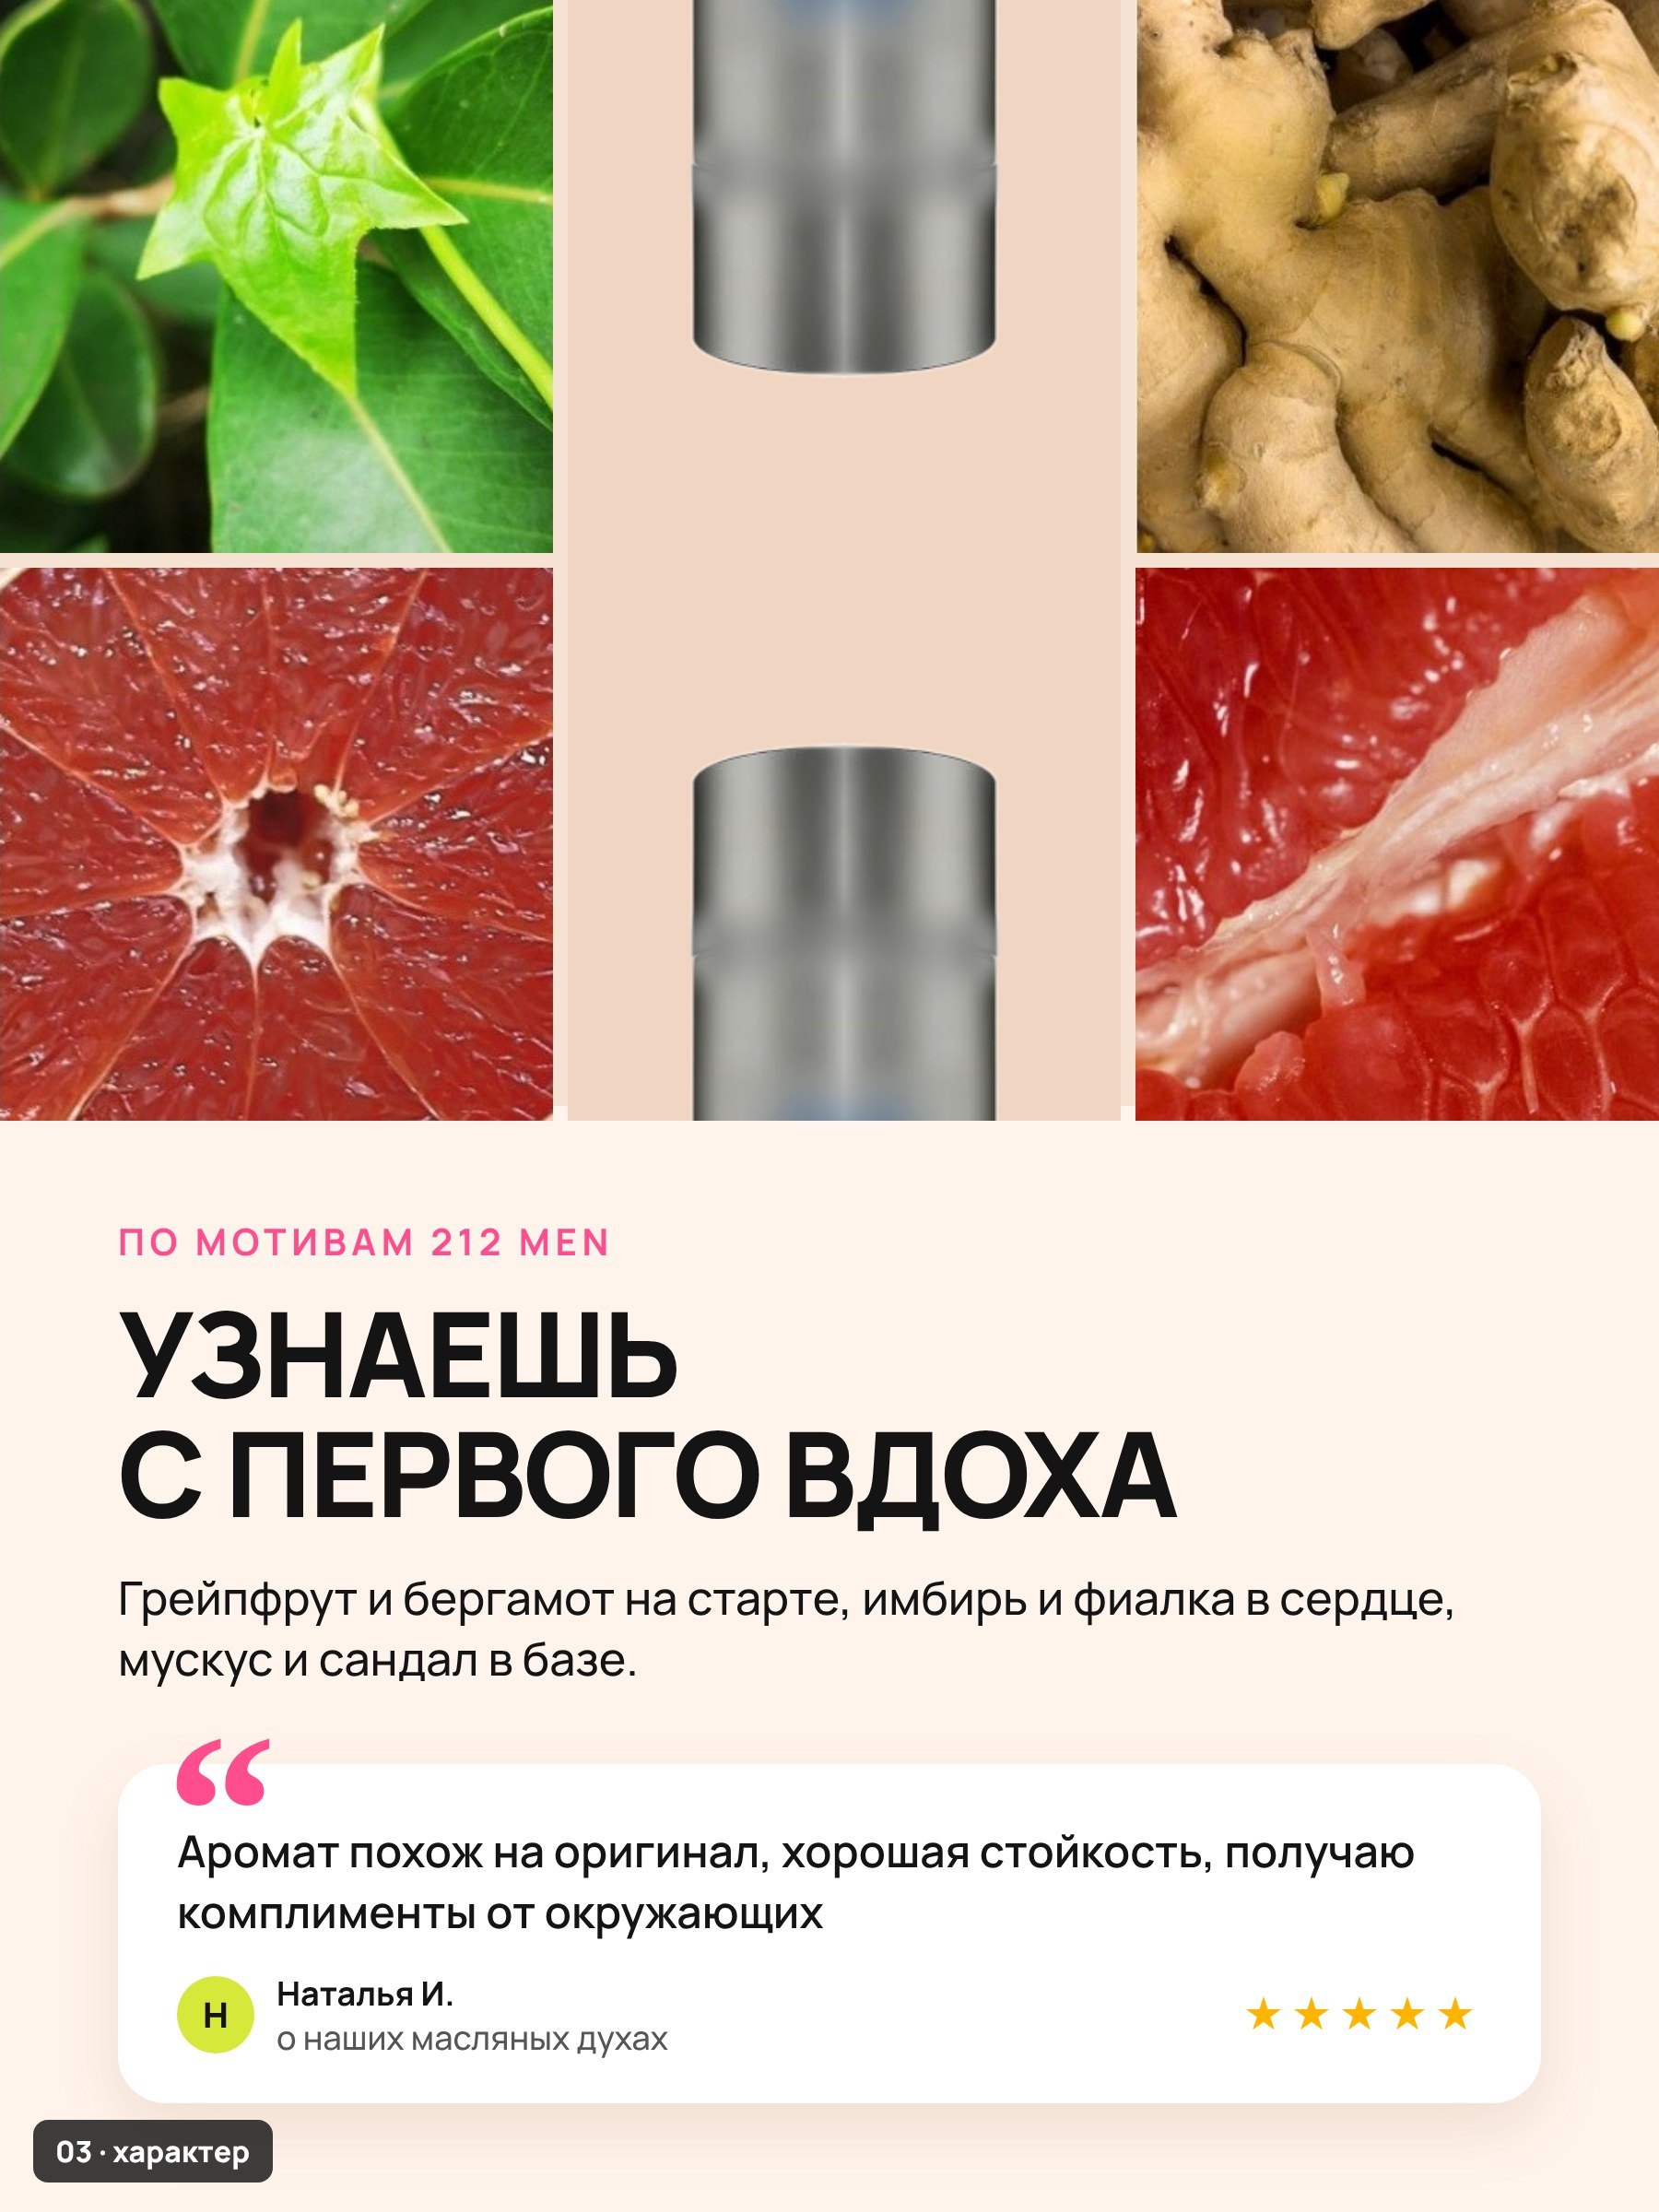 ПО МОТИВАМ 212 MEN
УЗНАЕШЬ
С ПЕРВОГО ВДОХА
Грейпфрут и бергамот на старте, имбирь и фиалка в сердце,
мускус и сандал в базе.
“
Аромат похож на оригинал, хорошая стойкость, получаю
комплименты от окружающих
Н
Наталья И.
о наших масляных духах
★★★★★
03 · характер